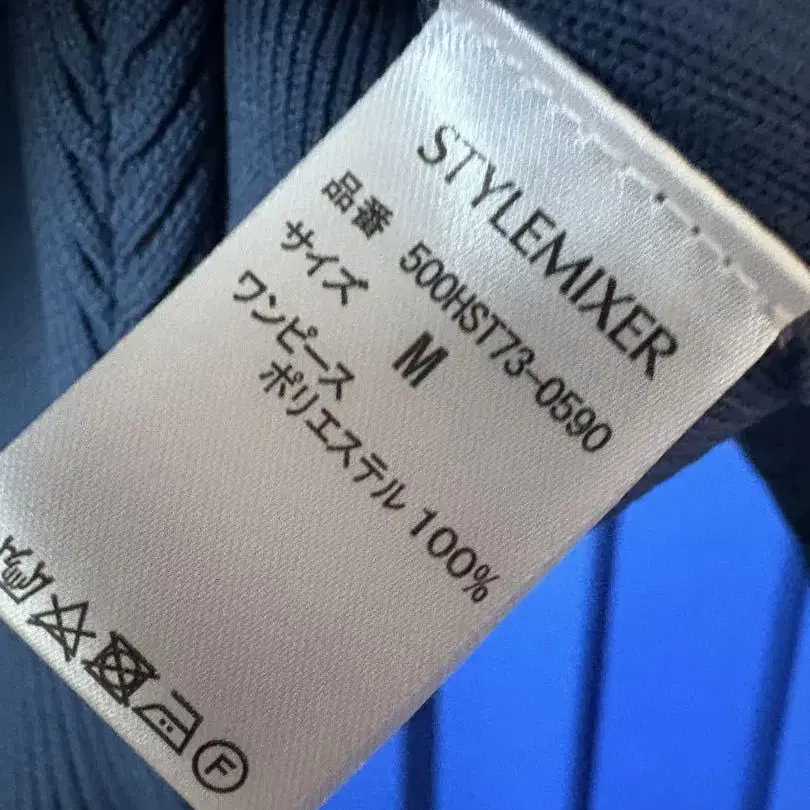 STYLEMIXER
品番 500HST73-0590
サイズ M
ワンピース
ポリエステル 100%
F